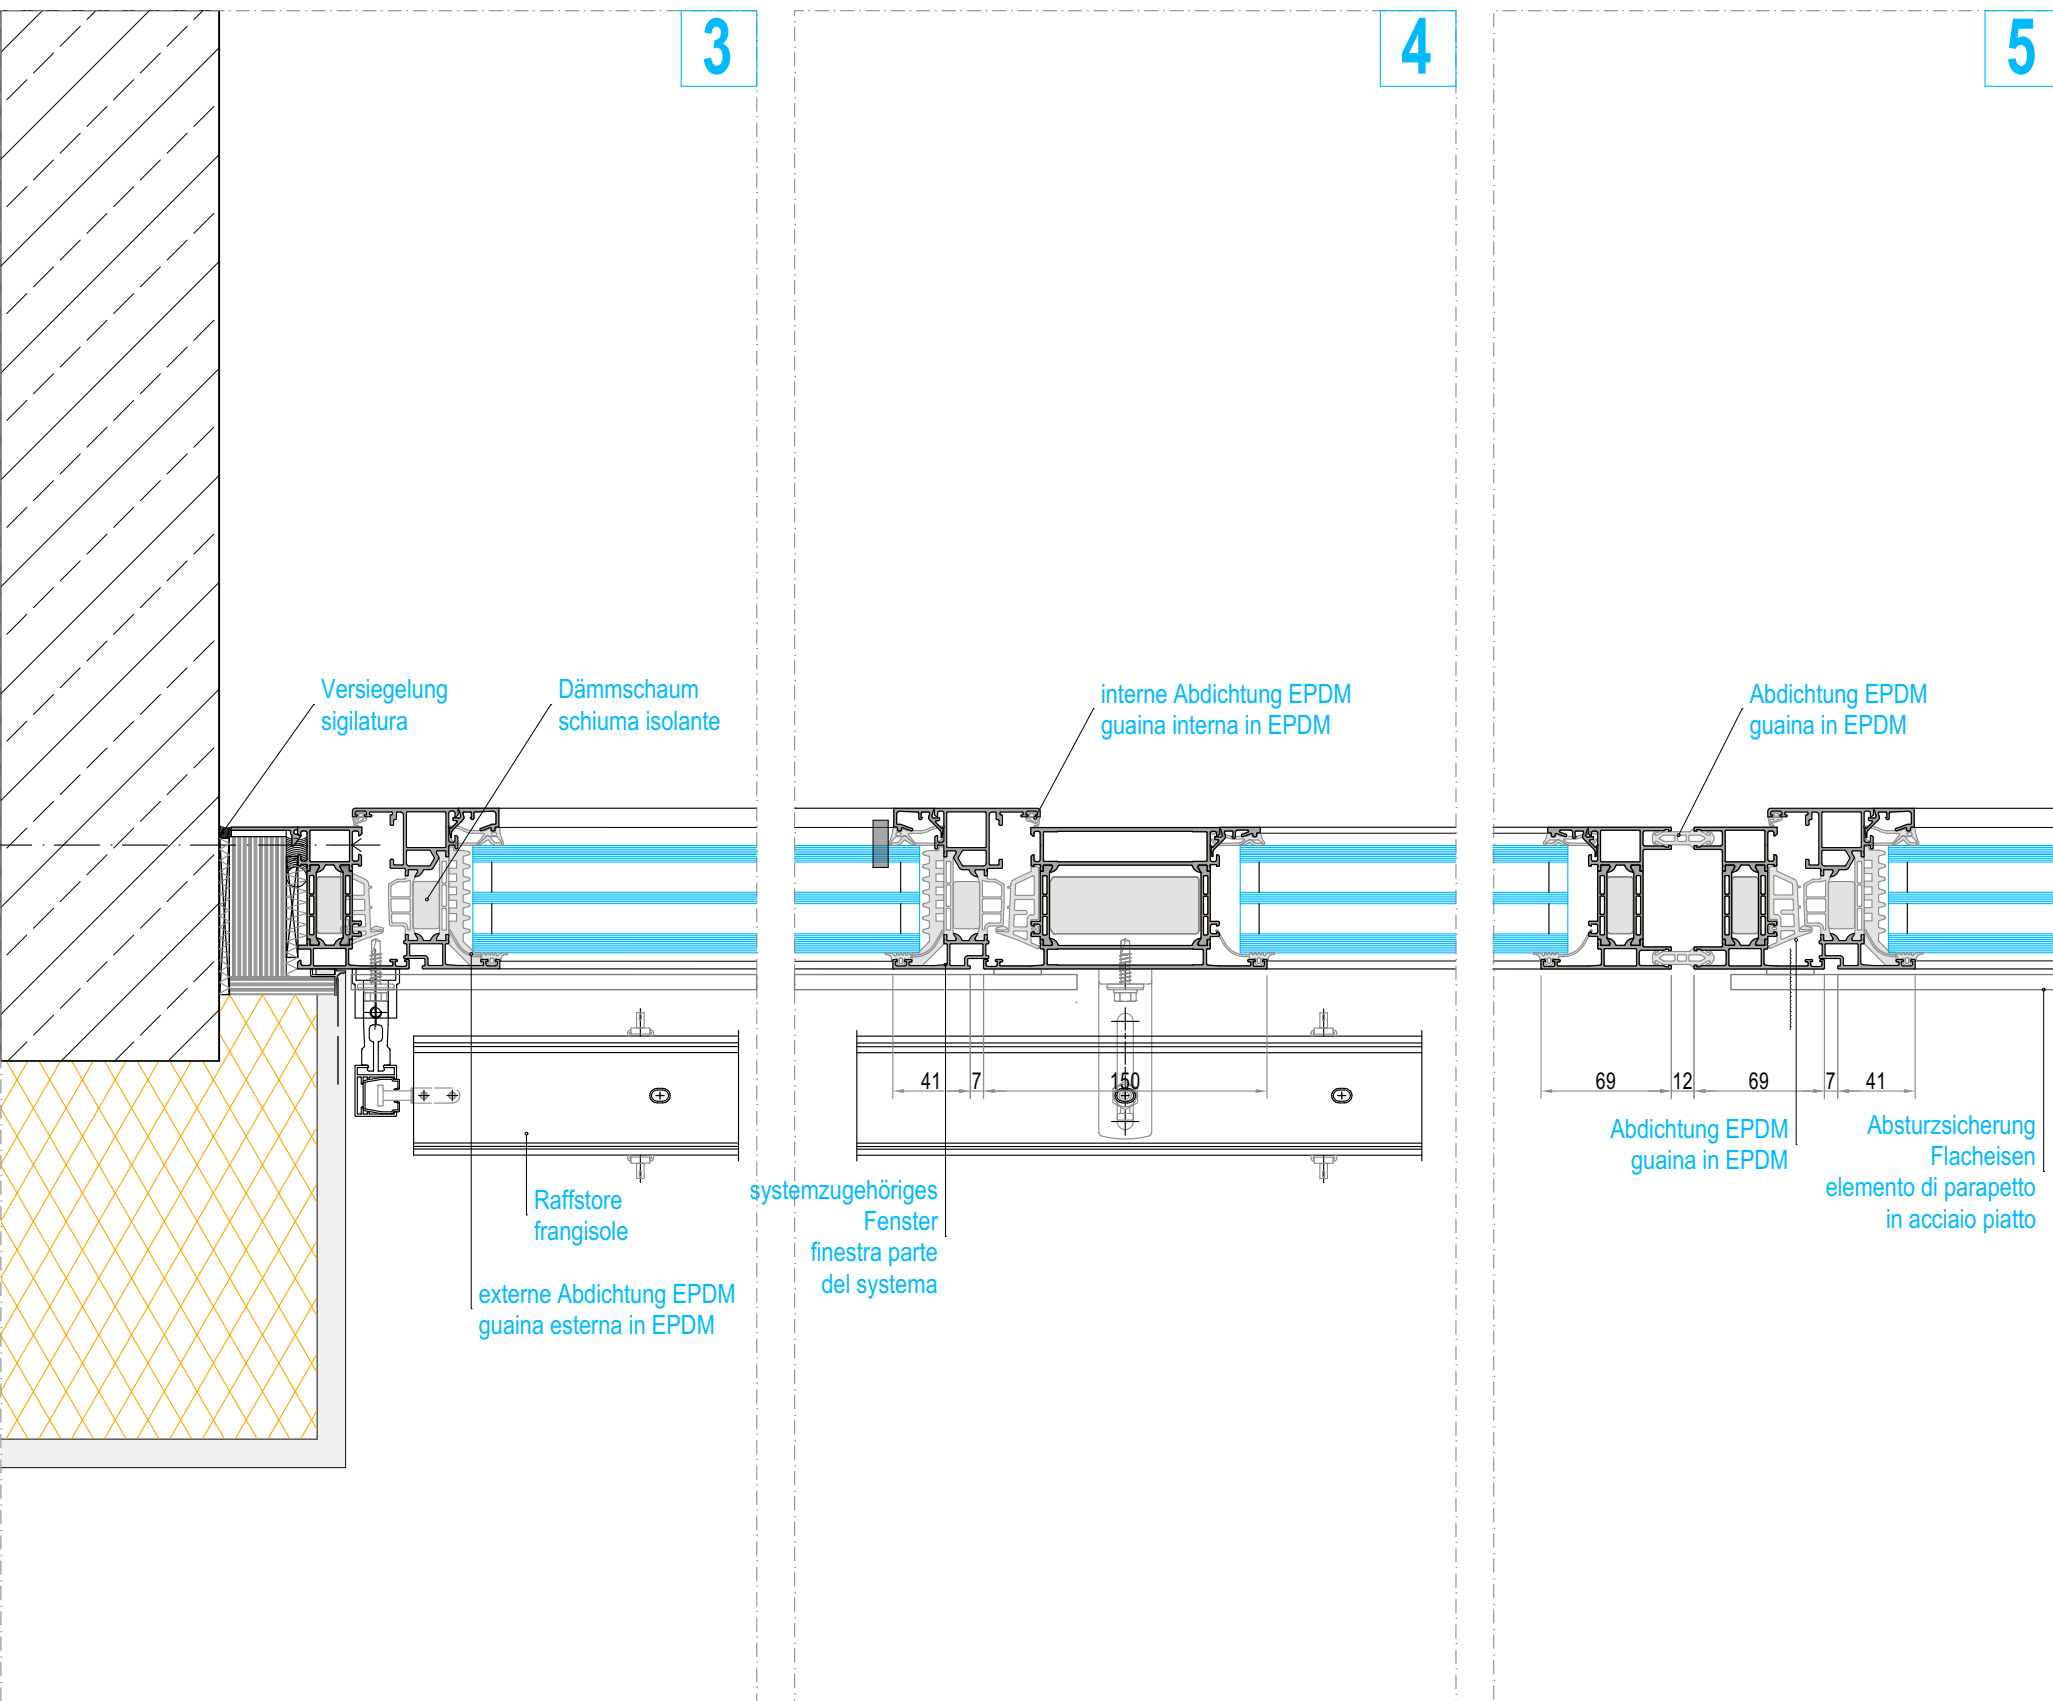 3
4
5
Versiegelung
sigilatura
Dämmschaum
schiuma isolante
interne Abdichtung EPDM
guaina interna in EPDM
Abdichtung EPDM
guaina in EPDM
41
7
150
69
12
69
7
41
Raffstore
frangisole
externe Abdichtung EPDM
guaina esterna in EPDM
systemzugehöriges
Fenster
finestra parte
del systema
Abdichtung EPDM
guaina in EPDM
Absturzsicherung
Flacheisen
elemento di parapetto
in acciaio piatto